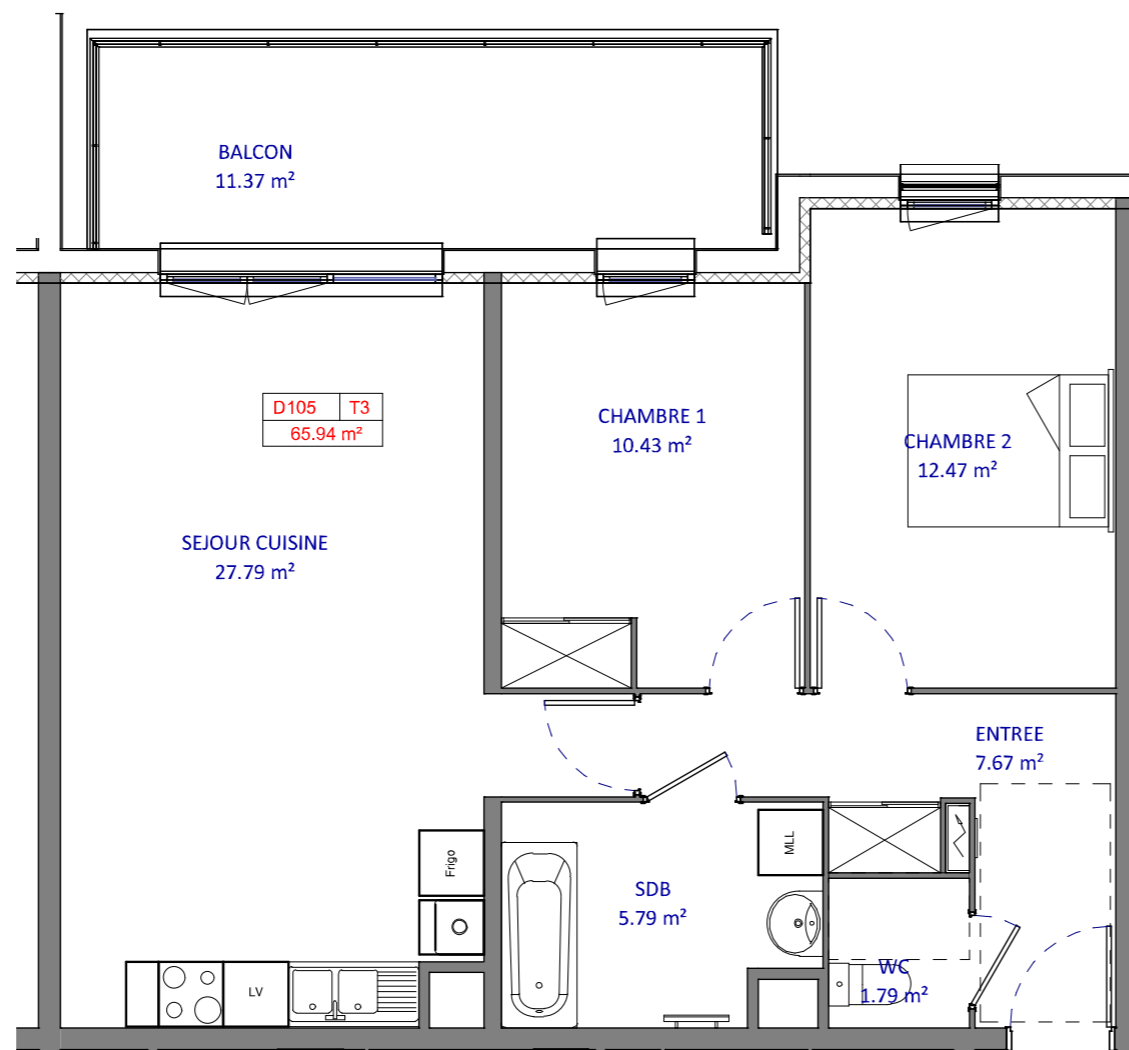 BALCON
11.37 m²
D105 T3
65.94 m²
CHAMBRE 1
10.43 m²
CHAMBRE 2
12.47 m²
SEJOUR CUISINE
27.79 m²
ENTREE
7.67 m²
Frigo
MLL
SDB
5.79 m²
WC
1.79 m²
LV